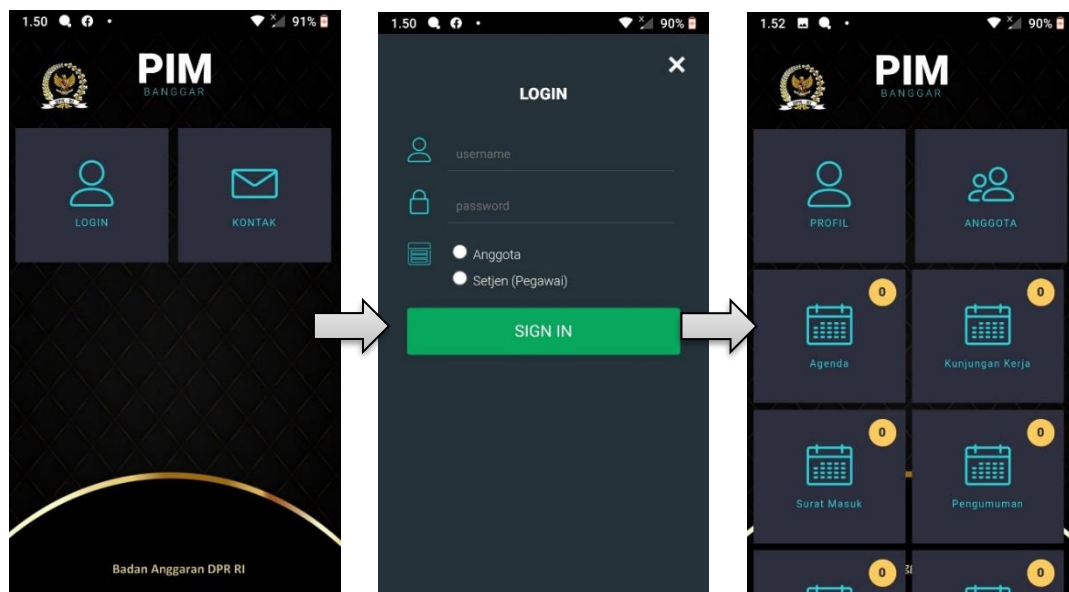 1.50
91%
PIM
BANGGAR
LOGIN
KONTAK
Badan Anggaran DPR RI
1.50
90%
LOGIN
username
password
Anggota
Setjen (Pegawai)
SIGN IN
1.52
90%
PIM
BANGGAR
PROFIL
ANGGOTA
0
0
Agenda
Kunjungan Kerja
0
0
Surat Masuk
Pengumuman
0
0